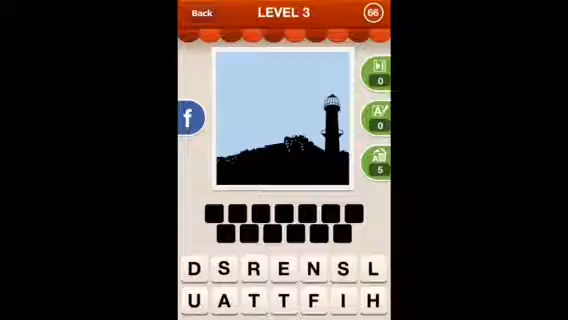 Back LEVEL 3 66
0
f
A
0
A
5
D S R E N S L
U A T T F I H